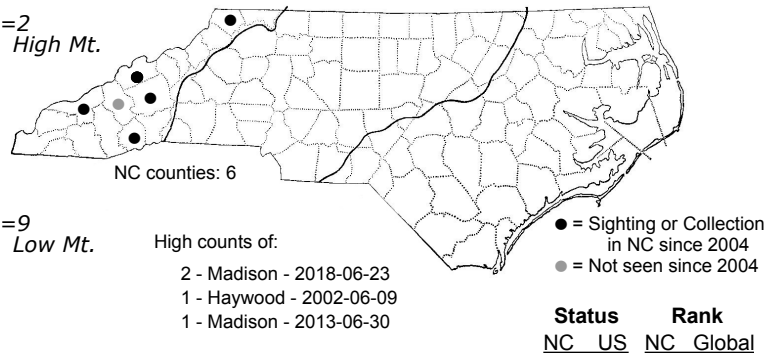 =2
High Mt.
NC counties: 6
=9
Low Mt.
High counts of:
2 - Madison - 2018-06-23
1 - Haywood - 2002-06-09
1 - Madison - 2013-06-30
● = Sighting or Collection
in NC since 2004
● = Not seen since 2004
Status Rank
NC US NC Global